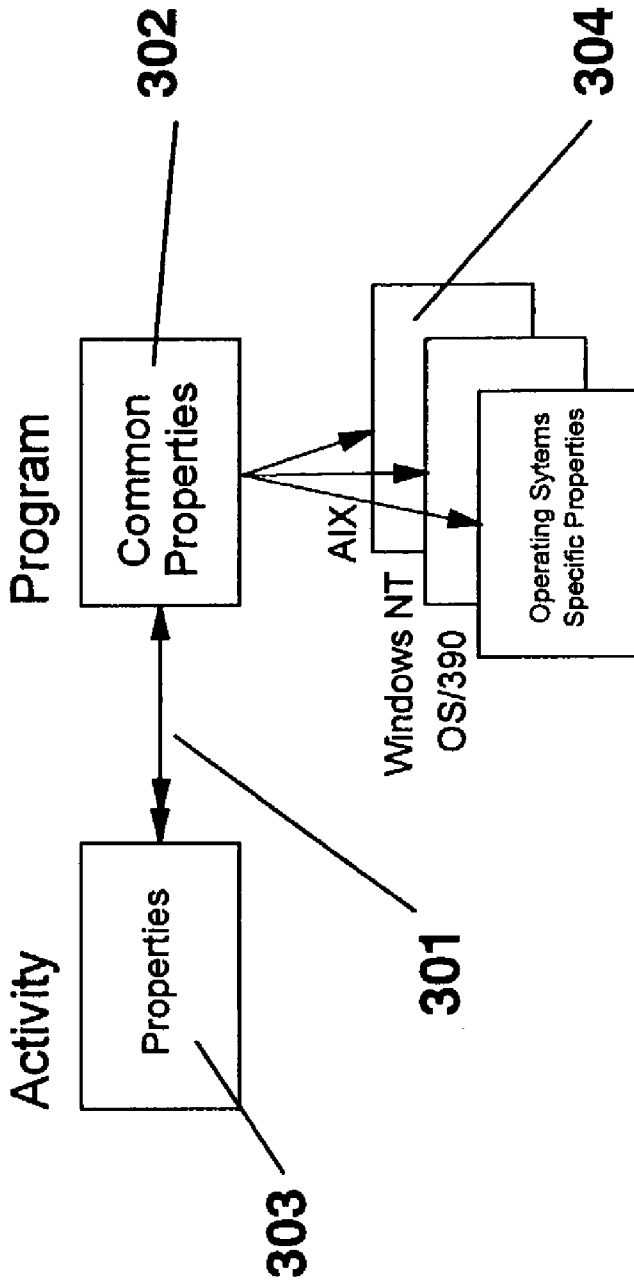 Activity
Program
Properties
Common
Properties
302
303
301
AIX
Windows NT
OS/390
Operating Sytems
Specific Properties
304